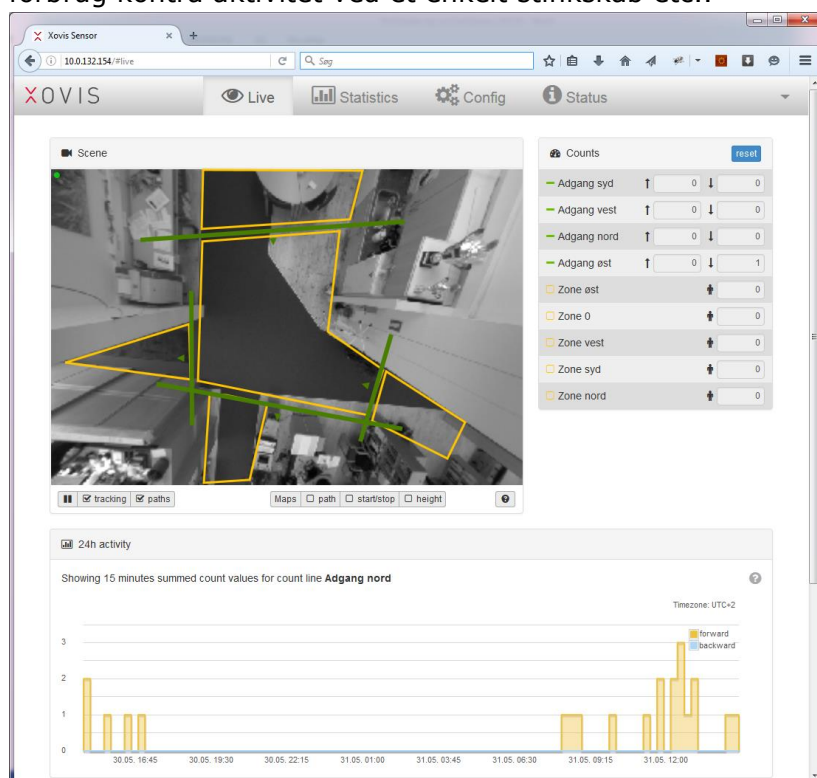 forbrug kontra aktivitet ved et enkelt stinkskab etc..
Xovis Sensor
10.0.132.154/#live
Søg
XOVIS
Live
Statistics
Config
Status
Scene
tracking
paths
Maps
path
start/stop
height
Counts
reset
Adgang syd 0 0
Adgang vest 0 0
Adgang nord 0 0
Adgang øst 0 1
Zone øst 0
Zone 0 0
Zone vest 0
Zone syd 0
Zone nord 0
24h activity
Showing 15 minutes summed count values for count line Adgang nord
Timezone: UTC+2
forward
backward
3
2
1
0
30.05. 16:45 30.05. 19:30 30.05. 22:15 31.05. 01:00 31.05. 03:45 31.05. 06:30 31.05. 09:15 31.05. 12:00